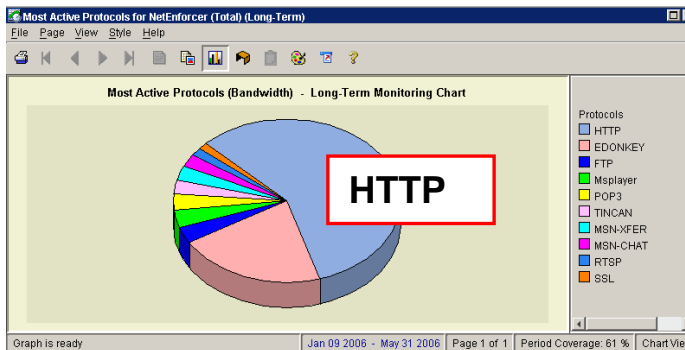 Most Active Protocols for NetEnforcer (Total) (Long-Term)
File Page View Style Help
Most Active Protocols (Bandwidth) - Long-Term Monitoring Chart
HTTP
Protocols
HTTP
EDONKEY
FTP
Msplayer
POP3
TINCAN
MSN-XFER
MSN-CHAT
RTSP
SSL
Graph is ready Jan 09 2006 - May 31 2006 Page 1 of 1 Period Coverage: 61 % Chart Vie